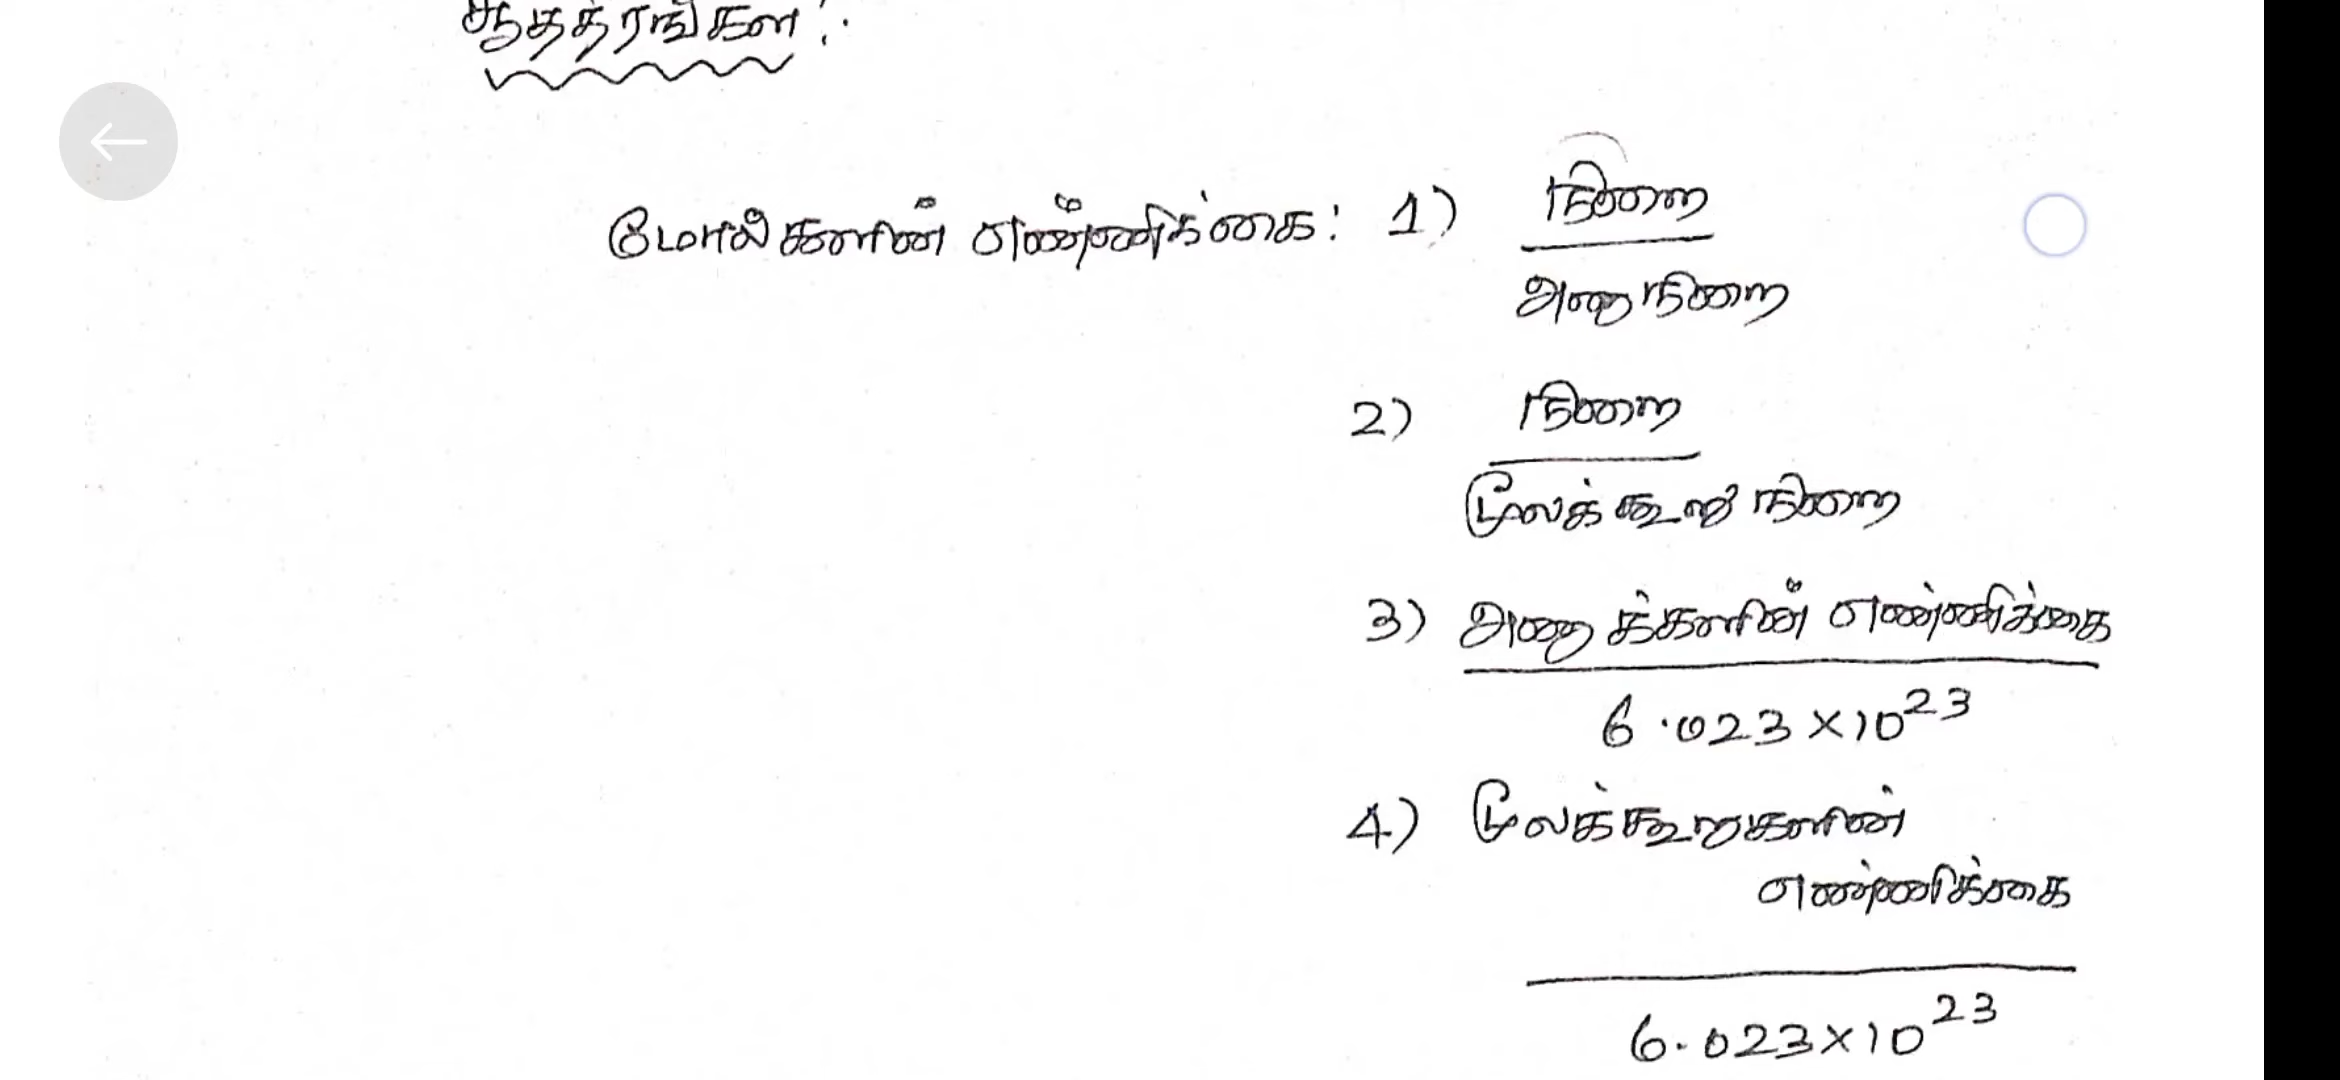 சூத்திரங்கள் :
மோல்களின் எண்ணிக்கை : 1) நிறை
அணுநிறை
2) நிறை
மூலக்கூறு நிறை
3) அணுக்களின் எண்ணிக்கை
6.023 × 10²³
4) மூலக்கூறுகளின்
எண்ணிக்கை
6.023 × 10²³